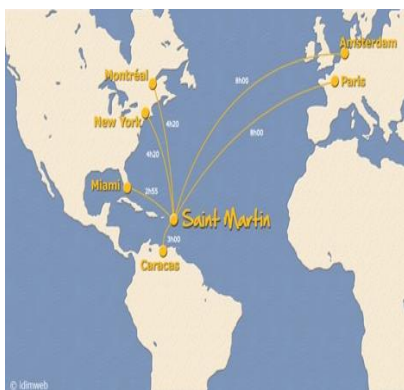 Amsterdam
Montréal
Paris
8h00
New York
4h20
8h00
4h20
Miami
2h55
Saint Martin
3h00
Caracas
© idimweb